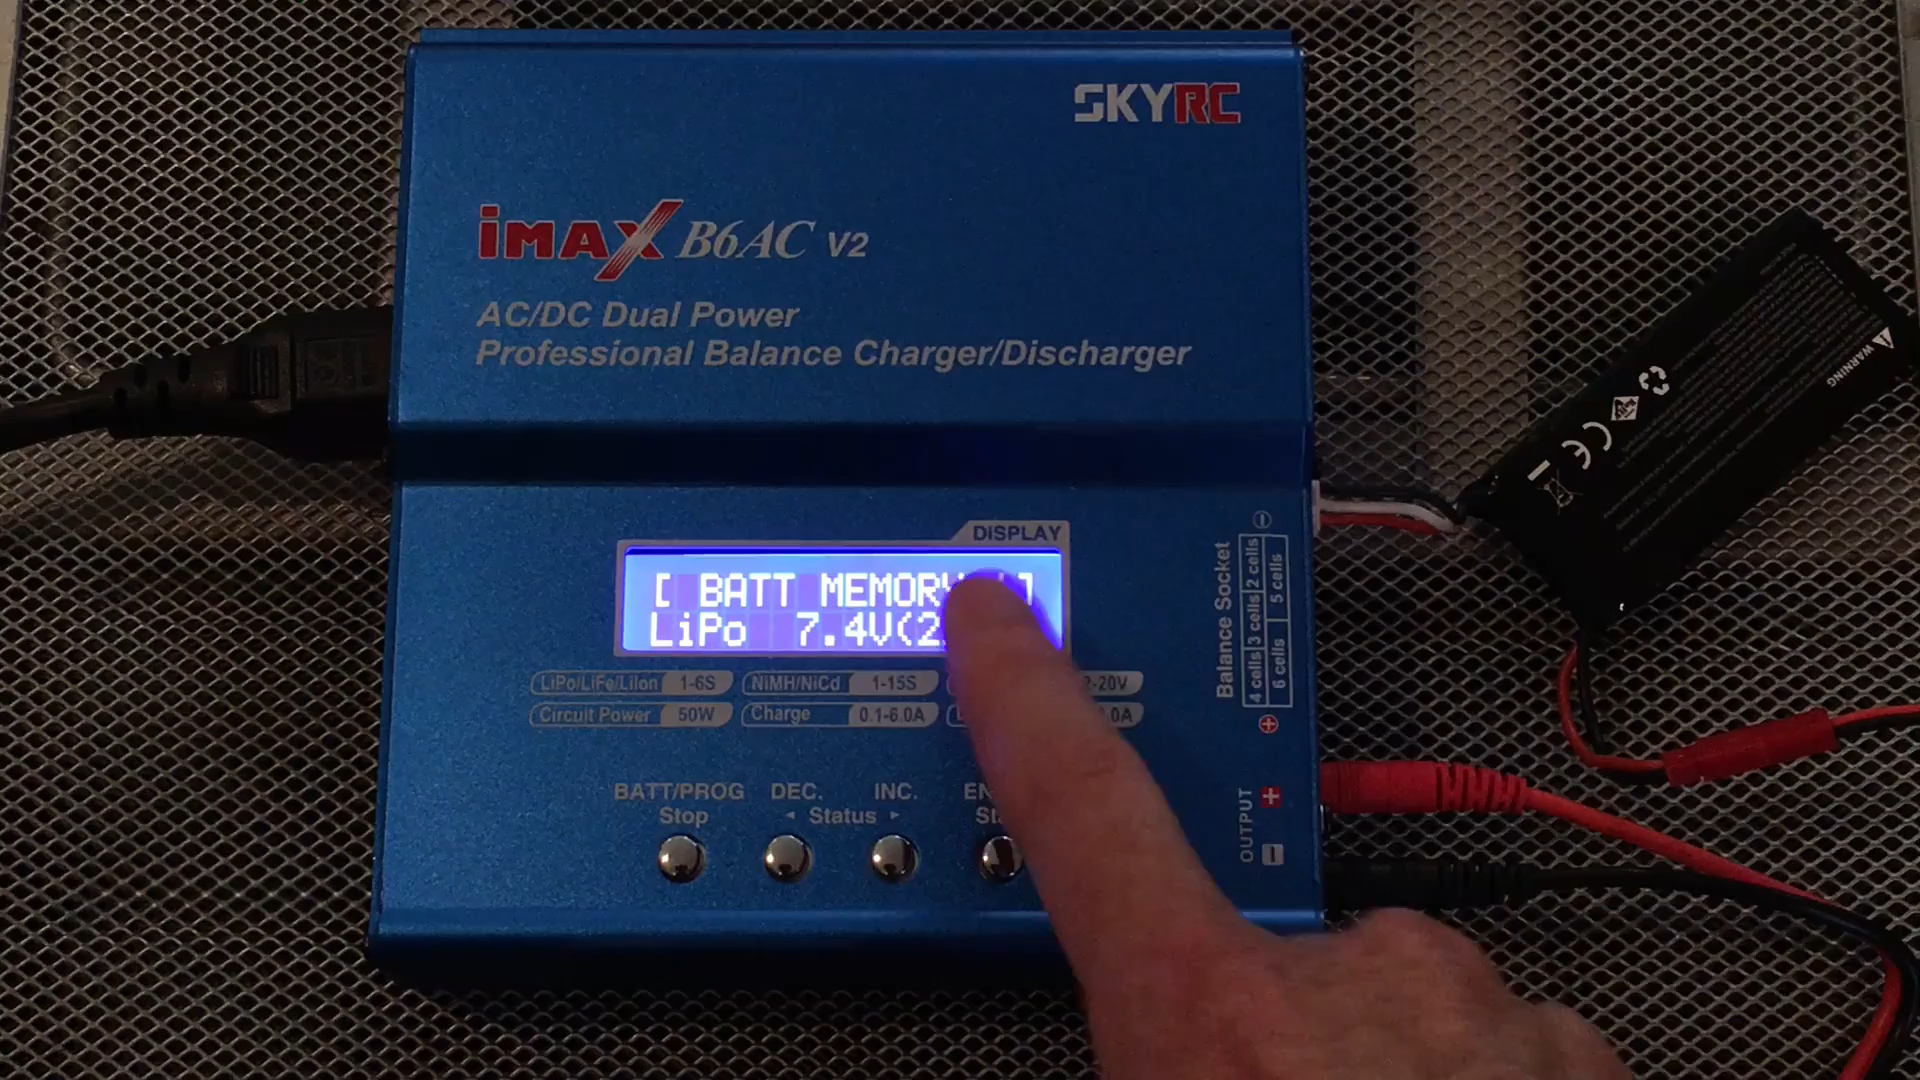 SKYRC
iMAX B6AC V2
AC/DC Dual Power
Professional Balance Charger/Discharger
DISPLAY
[ BATT MEMORY ]
LiPo 7.4V(2
LiPo/LiFe/LiIon 1-6S NiMH/NiCd 1-15S 2-20V
Circuit Power 50W Charge 0.1-6.0A .0A
BATT/PROG DEC. INC.
Stop Status
Balance Socket
2 cells
3 cells
4 cells
5 cells
6 cells
OUTPUT
WARNING
CE